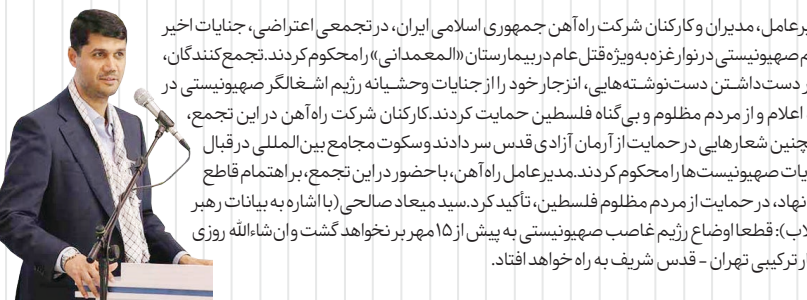 یرعامل، مدیران و کارکنان شرکت راه‌آهن جمهوری اسلامی ایران، در تجمعی اعتراضی، جنایات اخیر
م صهیونیستی در نوار غزه به‌ویژه قتل عام در بیمارستان «المعمدانی» را محکوم کردند. تجمع‌کنندگان،
ر دست داشـتن دست‌نوشـته‌هایی، انزجار خود را از جنایات وحشـیانه رژیم اشـغالگر صهیونیستی در
اعلام و از مردم مظلوم و بی‌گناه فلسطین حمایت کردند. کارکنان شرکت راه‌آهن در این تجمع،
چنین شعارهایی در حمایت از آرمان آزادی قدس سر دادند و سکوت مجامع بین‌المللی در قبال
یات صهیونیست‌ها را محکوم کردند. مدیرعامل راه‌آهن، با حضور در این تجمع، بر اهتمام قاطع
نهاد، در حمایت از مردم مظلوم فلسطین، تأکید کرد. سید میعاد صالحی (با اشاره به بیانات رهبر
لاب): قطعا اوضاع رژیم غاصب صهیونیستی به پیش از ۱۵ مهر بر نخواهد گشت و ان‌شاءالله روزی
ار ترکیبی تهران - قدس شریف به راه خواهد افتاد.